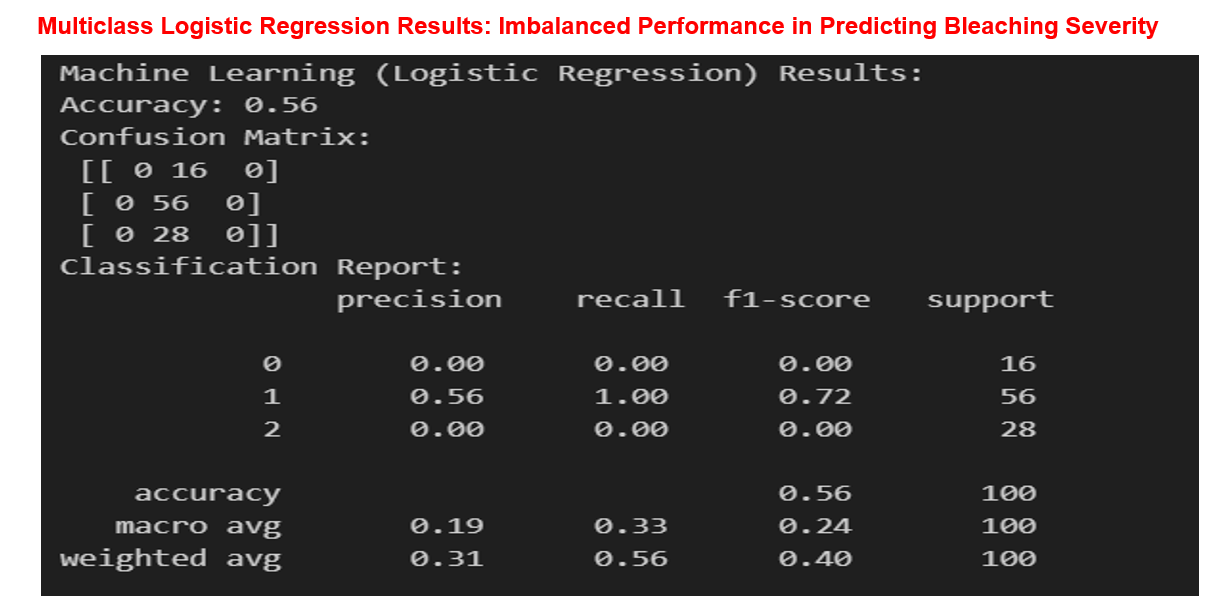 Multiclass Logistic Regression Results: Imbalanced Performance in Predicting Bleaching Severity
Machine Learning (Logistic Regression) Results:
Accuracy: 0.56
Confusion Matrix:
[[ 0 16  0]
[ 0 56  0]
[ 0 28  0]]
Classification Report:
precision    recall  f1-score   support
0       0.00      0.00      0.00        16
1       0.56      1.00      0.72        56
2       0.00      0.00      0.00        28
accuracy                           0.56       100
macro avg       0.19      0.33      0.24       100
weighted avg       0.31      0.56      0.40       100